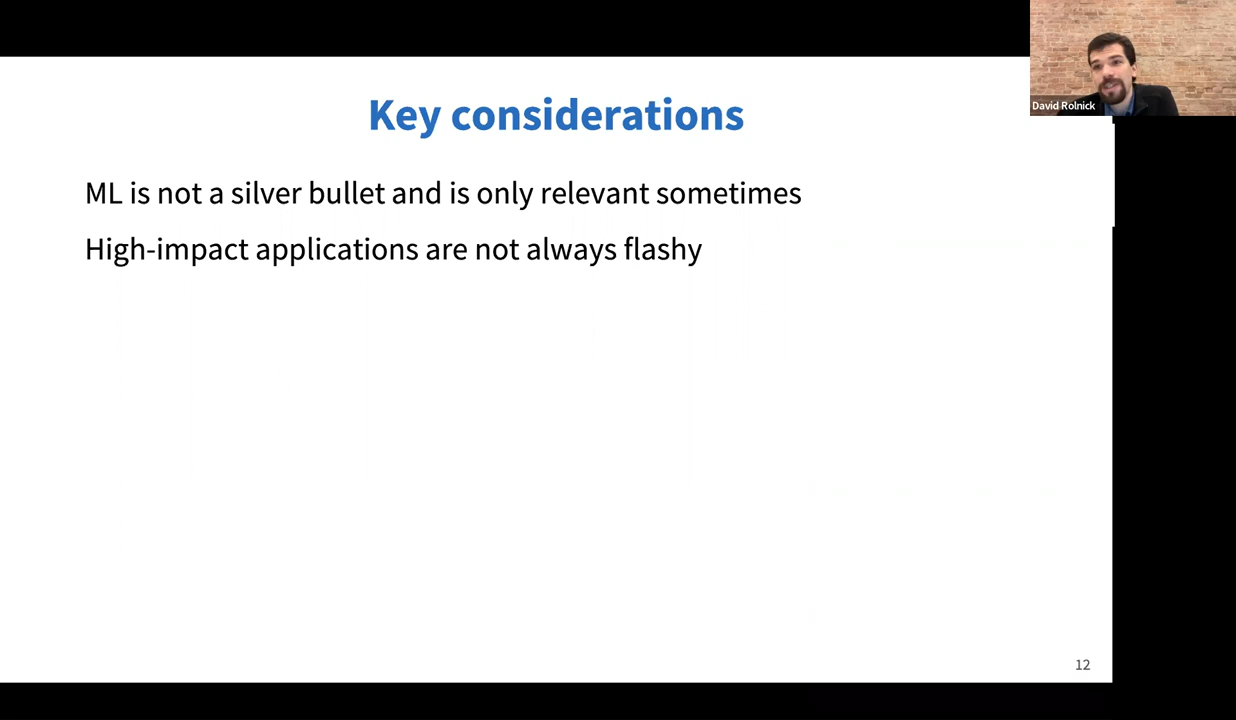 Key considerations
David Rolnick
ML is not a silver bullet and is only relevant sometimes
High-impact applications are not always flashy
12